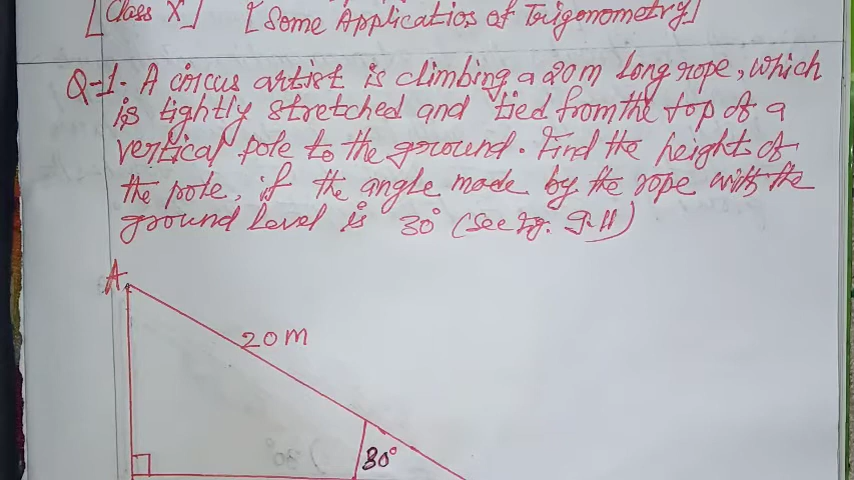 [Class X] [Some Applicatios of Trigonometry]
Q-1. A circus artist is climbing a 20m long rope, which
is tightly stretched and tied from the top of a
vertical pole to the ground. Find the height of
the pole, if the angle made by the rope with the
ground level is 30° (See Fig. 9.11)
A
20m
30°